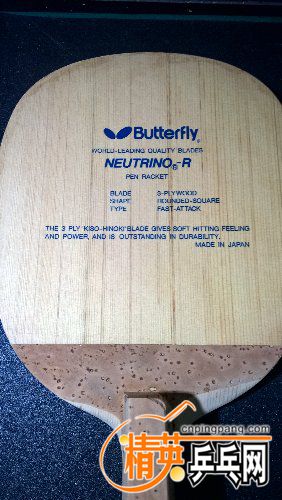 Butterfly
WORLD-LEADING QUALITY BLADES
NEUTRINO®-R
PEN RACKET
BLADE 3-PLYWOOD
SHAPE ROUNDED-SQUARE
TYPE FAST-ATTACK
THE 3 PLY KISO-HINOKI BLADE GIVES SOFT HITTING FEELING
AND POWER, AND IS OUTSTANDING IN DURABILITY.
MADE IN JAPAN
cnpingpang.com
精英乒乓网